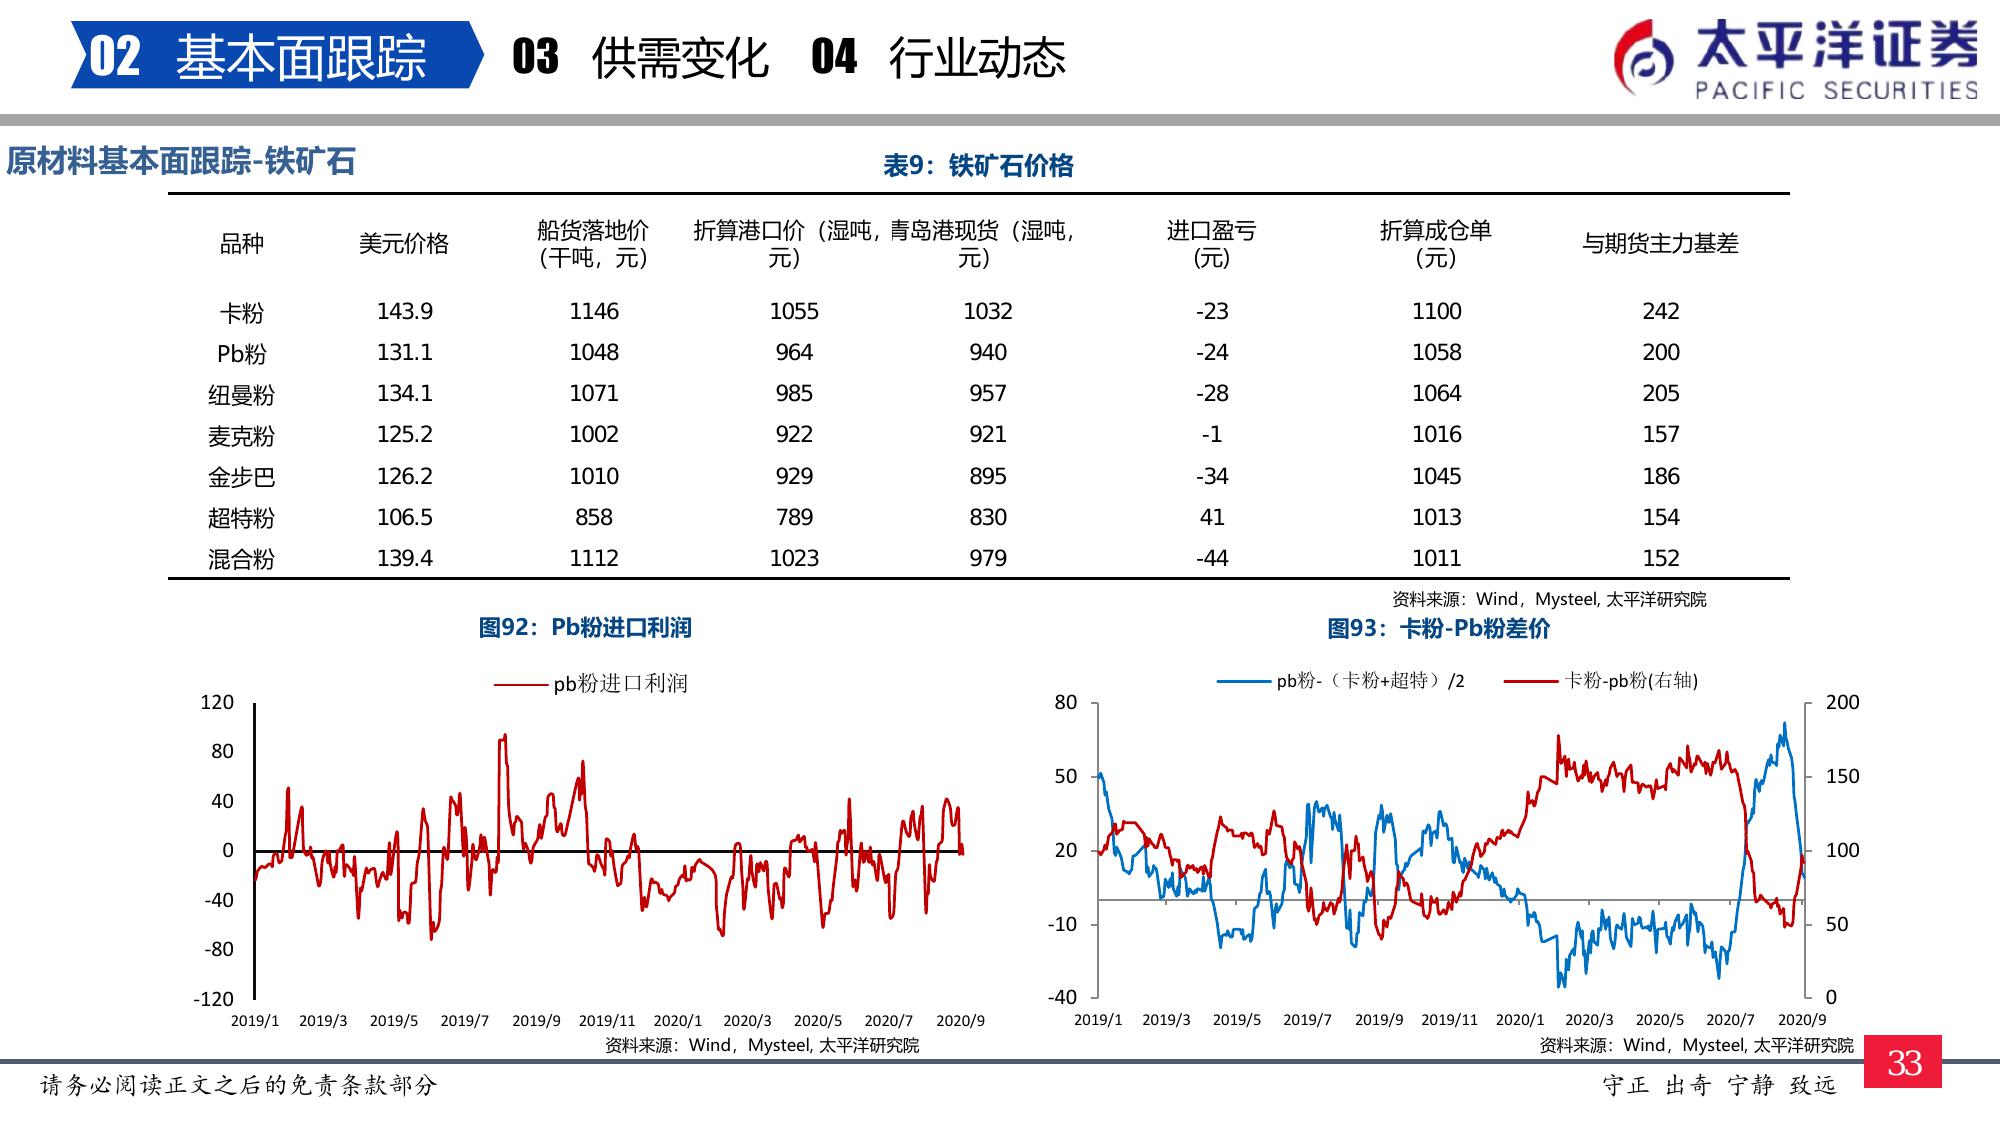 02 基本面跟踪 03 供需变化 04 行业动态
太平洋证券
PACIFIC SECURITIES
原材料基本面跟踪-铁矿石
表9：铁矿石价格
品种 美元价格 船货落地价（干吨，元） 折算港口价（湿吨，元） 青岛港现货（湿吨，元） 进口盈亏(元) 折算成仓单（元） 与期货主力基差
卡粉 143.9 1146 1055 1032 -23 1100 242
Pb粉 131.1 1048 964 940 -24 1058 200
纽曼粉 134.1 1071 985 957 -28 1064 205
麦克粉 125.2 1002 922 921 -1 1016 157
金步巴 126.2 1010 929 895 -34 1045 186
超特粉 106.5 858 789 830 41 1013 154
混合粉 139.4 1112 1023 979 -44 1011 152
资料来源：Wind，Mysteel, 太平洋研究院
图92：Pb粉进口利润
pb粉进口利润
120
80
40
0
-40
-80
-120
2019/1 2019/3 2019/5 2019/7 2019/9 2019/11 2020/1 2020/3 2020/5 2020/7 2020/9
资料来源：Wind，Mysteel, 太平洋研究院
图93：卡粉-Pb粉差价
pb粉-（卡粉+超特）/2 卡粉-pb粉(右轴)
80 200
50 150
20 100
-10 50
-40 0
2019/1 2019/3 2019/5 2019/7 2019/9 2019/11 2020/1 2020/3 2020/5 2020/7 2020/9
资料来源：Wind，Mysteel, 太平洋研究院
33
请务必阅读正文之后的免责条款部分
守正 出奇 宁静 致远